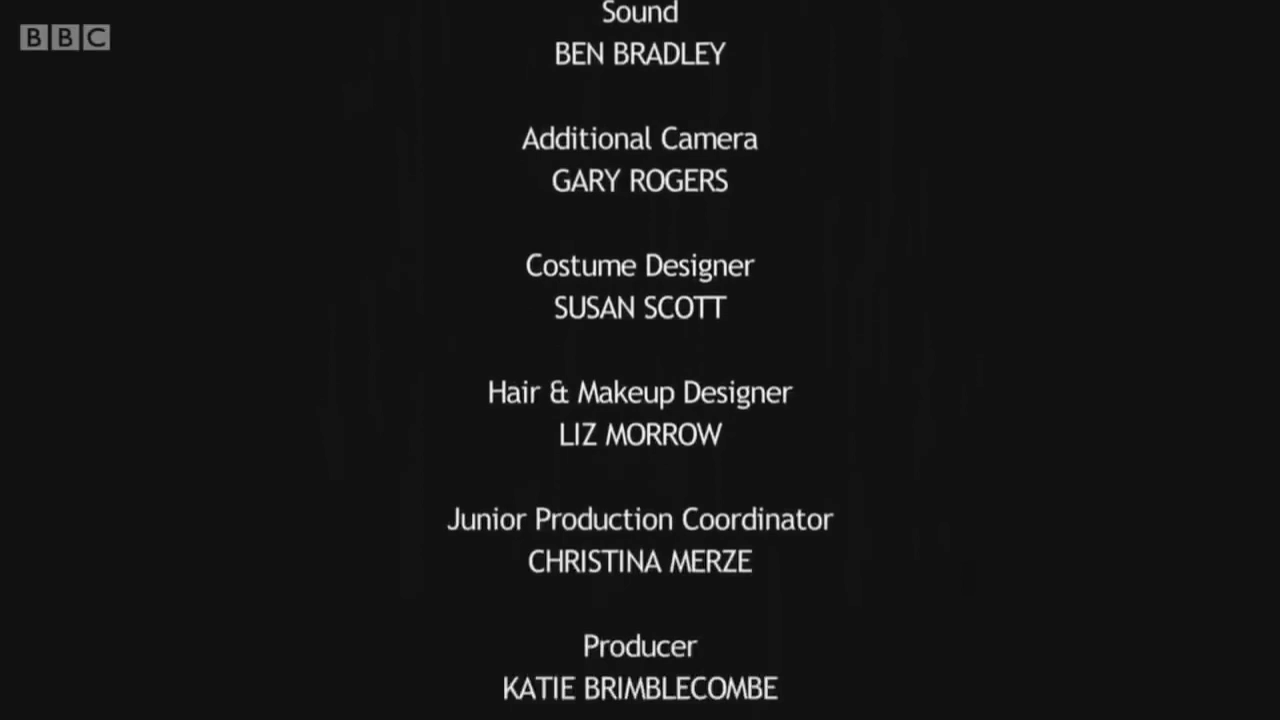 BBC
Sound
BEN BRADLEY
Additional Camera
GARY ROGERS
Costume Designer
SUSAN SCOTT
Hair & Makeup Designer
LIZ MORROW
Junior Production Coordinator
CHRISTINA MERZE
Producer
KATIE BRIMBLECOMBE